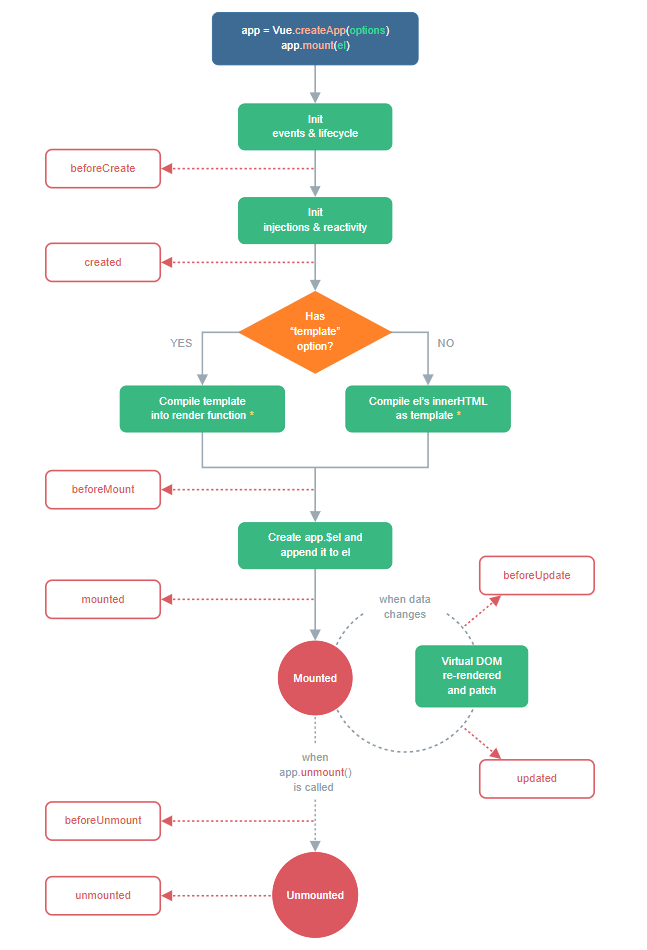 app = Vue.createApp(options)
app.mount(el)
Init
events & lifecycle
beforeCreate
Init
injections & reactivity
created
Has
“template”
option?
YES
NO
Compile template
into render function *
Compile el's innerHTML
as template *
beforeMount
Create app.$el and
append it to el
mounted
when data
changes
beforeUpdate
Mounted
Virtual DOM
re-rendered
and patch
when
app.unmount()
is called
updated
beforeUnmount
unmounted
Unmounted